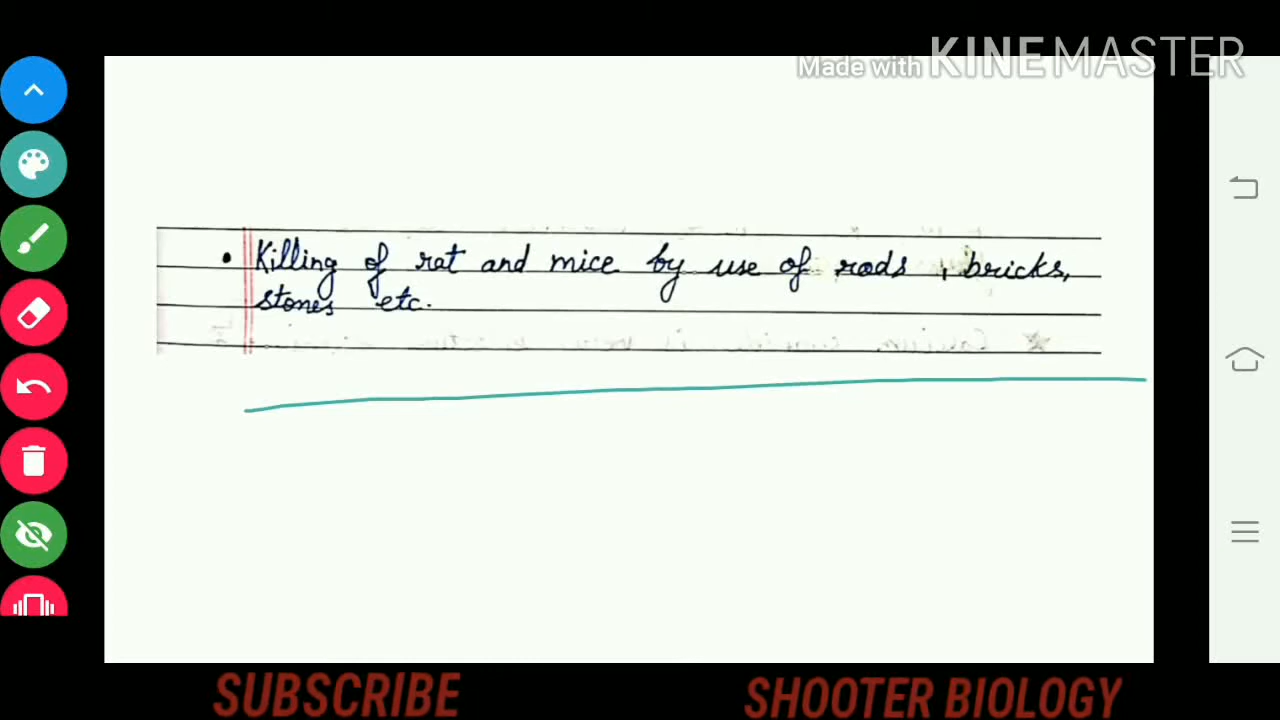 Made with KINEMASTER
• Killing of rat and mice by use of rods, bricks,
stones etc.
SUBSCRIBE
SHOOTER BIOLOGY